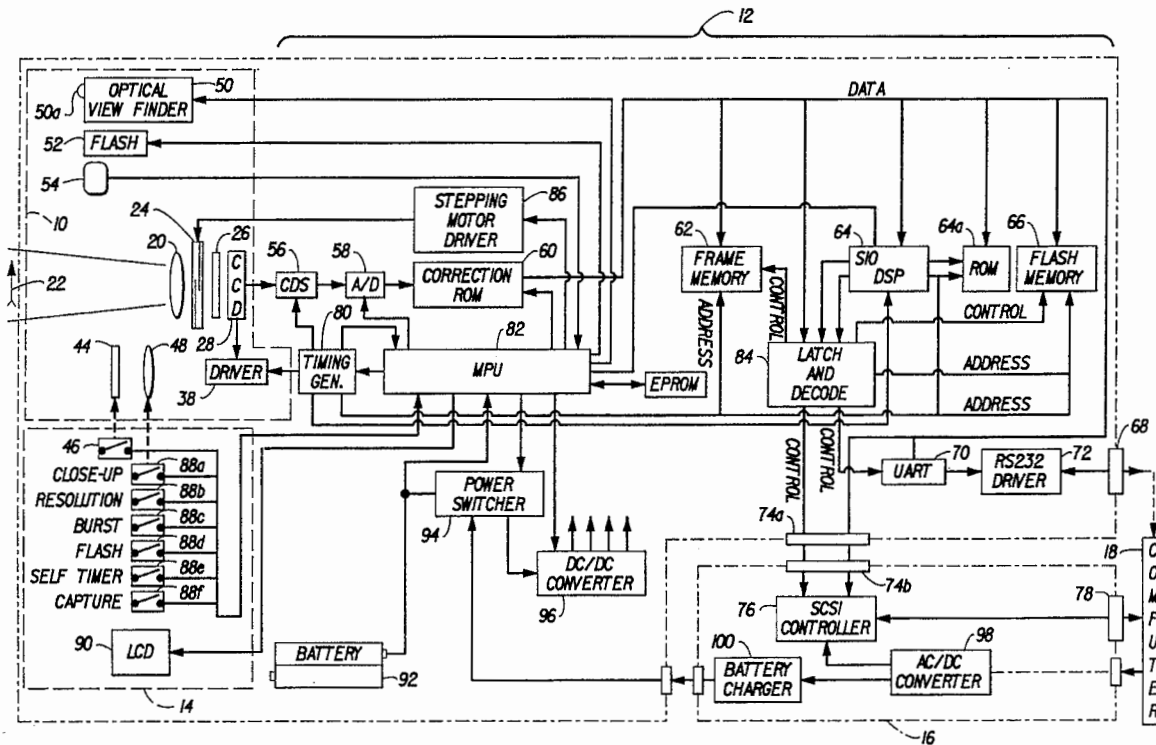 12
50
50a
OPTICAL
VIEW FINDER
DATA
52
FLASH
54
86
STEPPING
MOTOR
DRIVER
10
24
20
26
22
C
C
D
28
56
CDS
58
A/D
60
CORRECTION
ROM
62
FRAME
MEMORY
64
SIO
DSP
64a
ROM
66
FLASH
MEMORY
CONTROL
ADDRESS
CONTROL
44
48
DRIVER
38
80
TIMING
GEN.
82
MPU
EPROM
84
LATCH
AND
DECODE
ADDRESS
ADDRESS
46
CLOSE-UP
88a
RESOLUTION
88b
BURST
88c
FLASH
88d
SELF TIMER
88e
CAPTURE
88f
90
LCD
14
POWER
SWITCHER
94
DC/DC
CONVERTER
96
BATTERY
92
CONTROL
CONTROL
70
UART
72
RS232
DRIVER
68
74a
74b
76
SCSI
CONTROLLER
78
100
BATTERY
CHARGER
98
AC/DC
CONVERTER
16
18
C
O
M
P
U
T
E
R